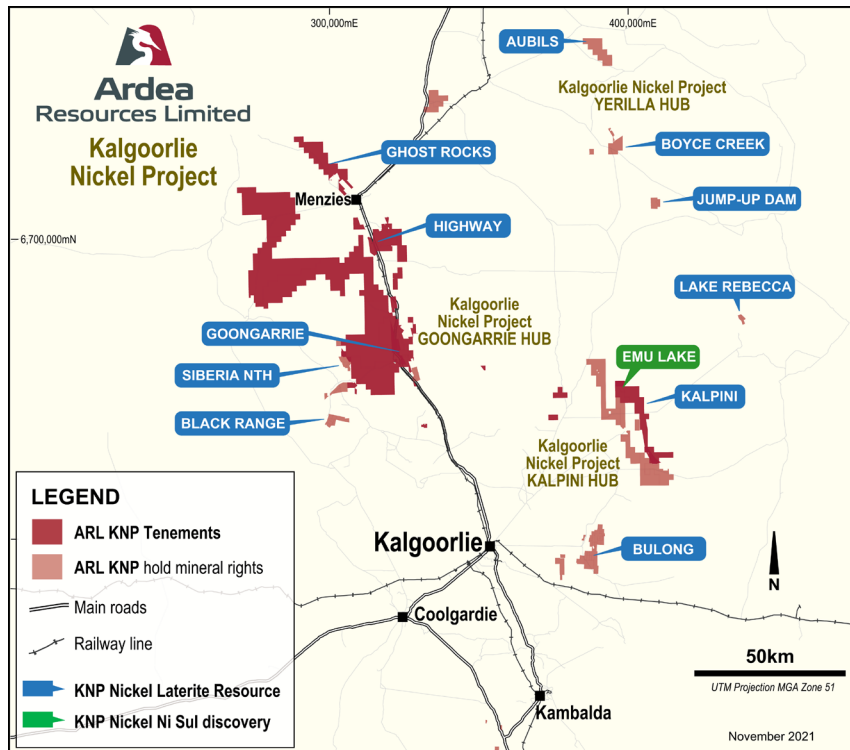 300,000mE
400,000mE
Ardea
Resources Limited
Kalgoorlie
Nickel Project
AUBILS
Kalgoorlie Nickel Project
YERILLA HUB
GHOST ROCKS
BOYCE CREEK
Menzies
JUMP-UP DAM
HIGHWAY
6,700,000mN
LAKE REBECCA
Kalgoorlie
Nickel Project
GOONGARRIE HUB
GOONGARRIE
EMU LAKE
SIBERIA NTH
KALPINI
BLACK RANGE
Kalgoorlie
Nickel Project
KALPINI HUB
LEGEND
ARL KNP Tenements
ARL KNP hold mineral rights
Main roads
Railway line
KNP Nickel Laterite Resource
KNP Nickel Ni Sul discovery
Kalgoorlie
BULONG
N
Coolgardie
50km
UTM Projection MGA Zone 51
Kambalda
November 2021